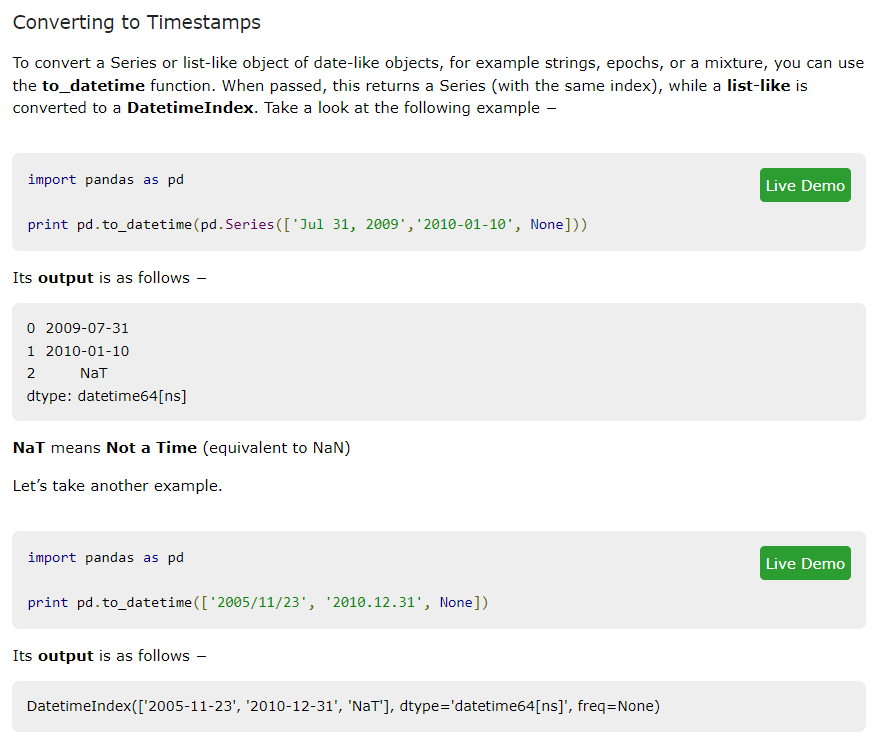 Converting to Timestamps
To convert a Series or list-like object of date-like objects, for example strings, epochs, or a mixture, you can use
the to_datetime function. When passed, this returns a Series (with the same index), while a list-like is
converted to a DatetimeIndex. Take a look at the following example −
import pandas as pd
Live Demo
print pd.to_datetime(pd.Series(['Jul 31, 2009','2010-01-10', None]))
Its output is as follows −
0 2009-07-31
1 2010-01-10
2 NaT
dtype: datetime64[ns]
NaT means Not a Time (equivalent to NaN)
Let’s take another example.
import pandas as pd
Live Demo
print pd.to_datetime(['2005/11/23', '2010.12.31', None])
Its output is as follows −
DatetimeIndex(['2005-11-23', '2010-12-31', 'NaT'], dtype='datetime64[ns]', freq=None)